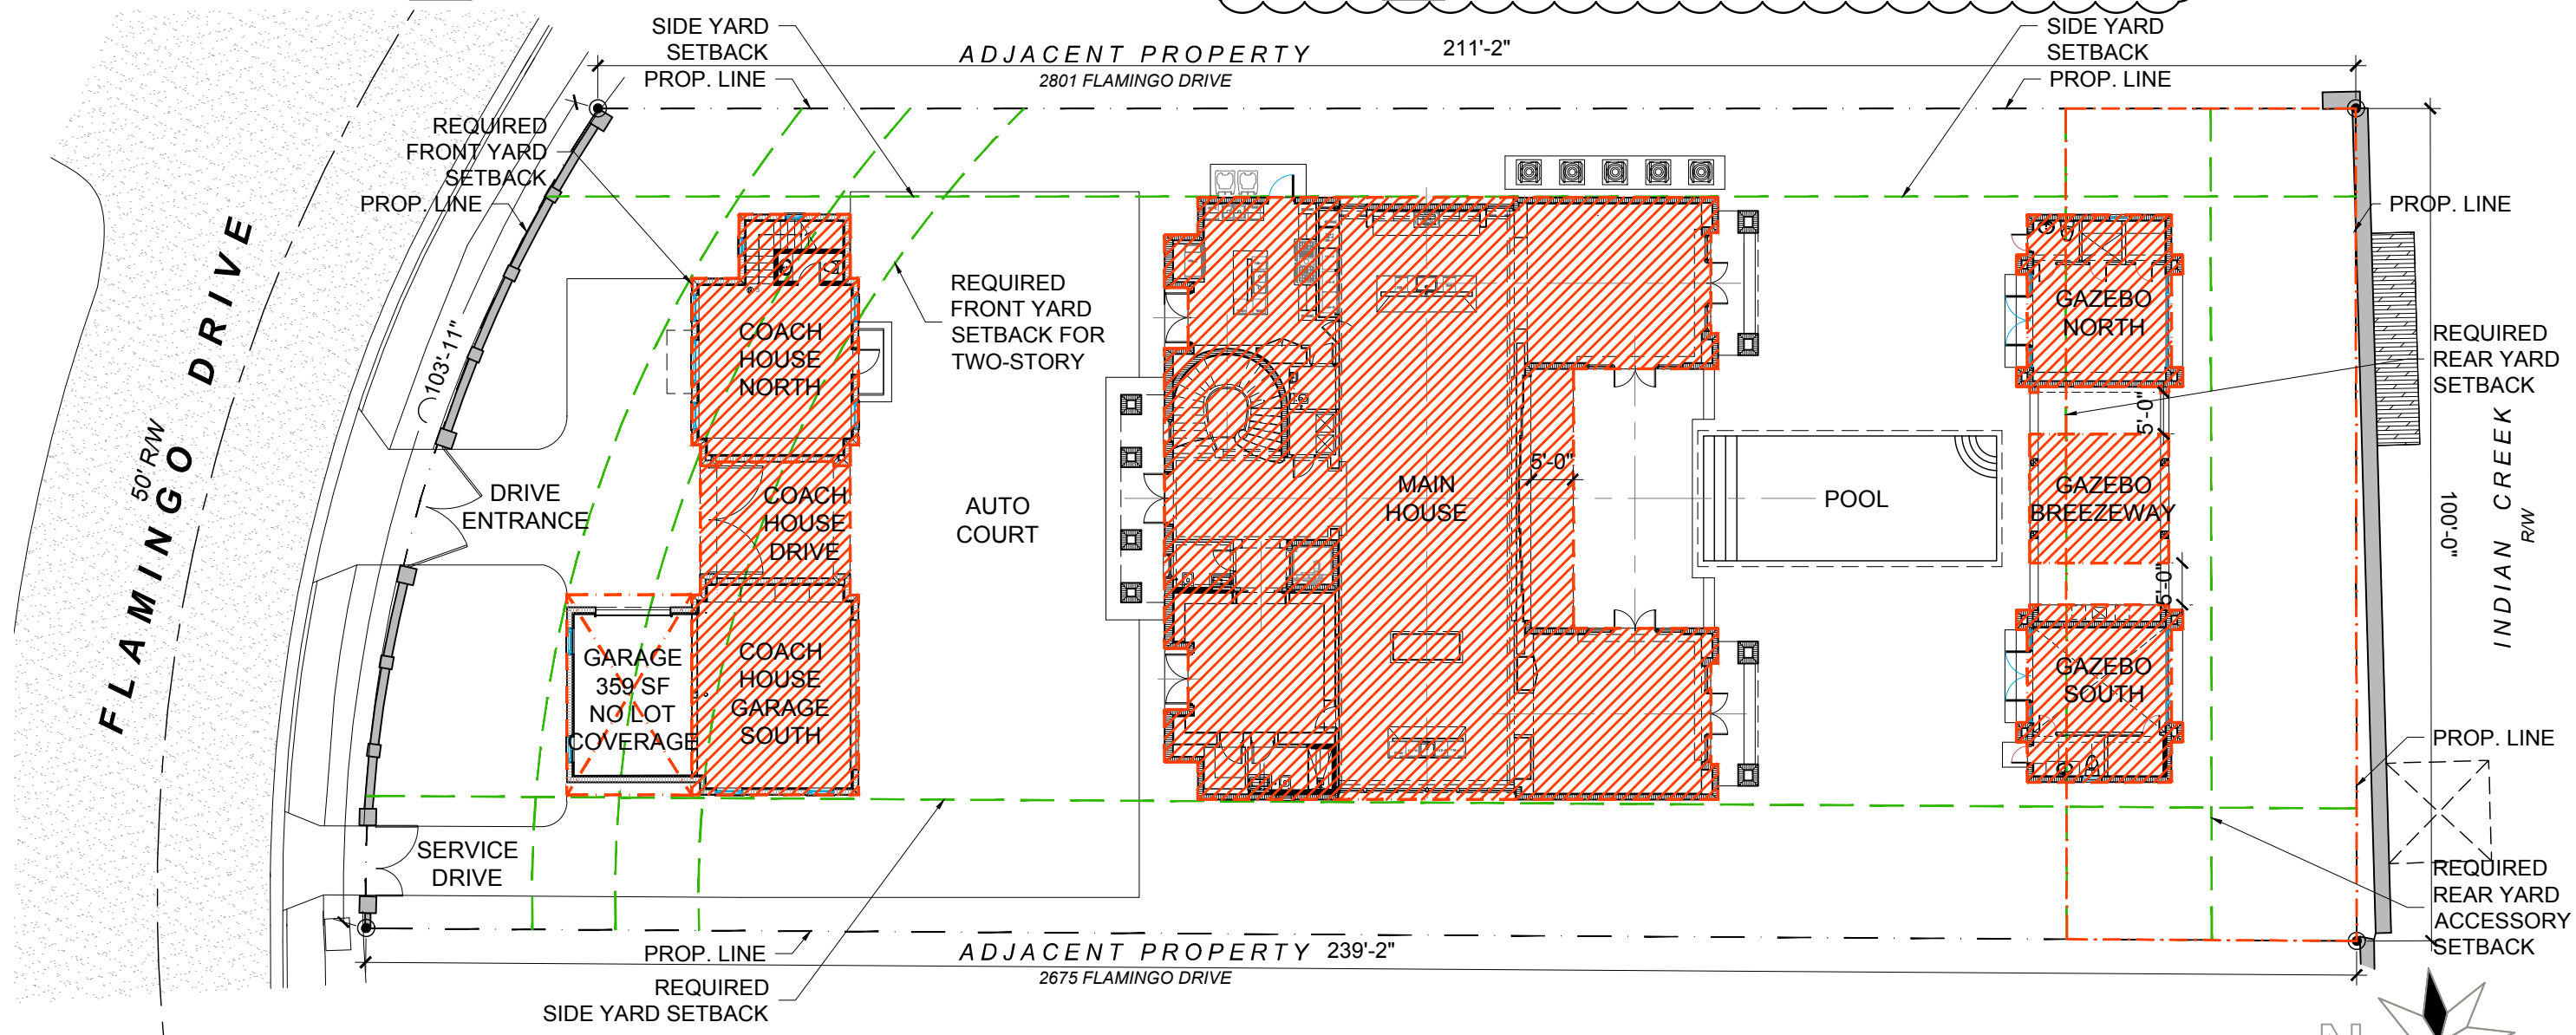 SIDE YARD
SETBACK
PROP. LINE
ADJACENT PROPERTY
2801 FLAMINGO DRIVE
211'-2"
SIDE YARD
SETBACK
PROP. LINE
REQUIRED
FRONT YARD
SETBACK
PROP. LINE
PROP. LINE
FLAMINGO DRIVE
50' R/W
103'-11"
COACH
HOUSE
NORTH
REQUIRED
FRONT YARD
SETBACK FOR
TWO-STORY
GAZEBO
NORTH
REQUIRED
REAR YARD
SETBACK
DRIVE
ENTRANCE
COACH
HOUSE
DRIVE
AUTO
COURT
MAIN
HOUSE
5'-0"
POOL
5'-0"
GAZEBO
BREEZEWAY
5'-0"
100'-0"
INDIAN CREEK
R/W
GARAGE
359 SF
NO LOT
COVERAGE
COACH
HOUSE
GARAGE
SOUTH
GAZEBO
SOUTH
PROP. LINE
SERVICE
DRIVE
REQUIRED
REAR YARD
ACCESSORY
SETBACK
PROP. LINE
ADJACENT PROPERTY
239'-2"
2675 FLAMINGO DRIVE
REQUIRED
SIDE YARD SETBACK
N